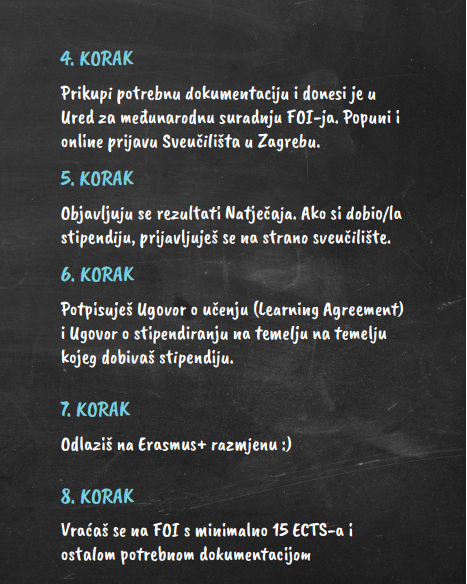 4. KORAK
Prikupi potrebnu dokumentaciju i donesi je u
Ured za međunarodnu suradnju FOI-ja. Popuni i
online prijavu Sveučilišta u Zagrebu.
5. KORAK
Objavljuju se rezultati Natječaja. Ako si dobio/la
stipendiju, prijavljuješ se na strano sveučilište.
6. KORAK
Potpisuješ Ugovor o učenju (Learning Agreement)
i Ugovor o stipendiranju na temelju na temelju
kojeg dobivaš stipendiju.
7. KORAK
Odlaziš na Erasmus+ razmjenu :)
8. KORAK
Vraćaš se na FOI s minimalno 15 ECTS-a i
ostalom potrebnom dokumentacijom